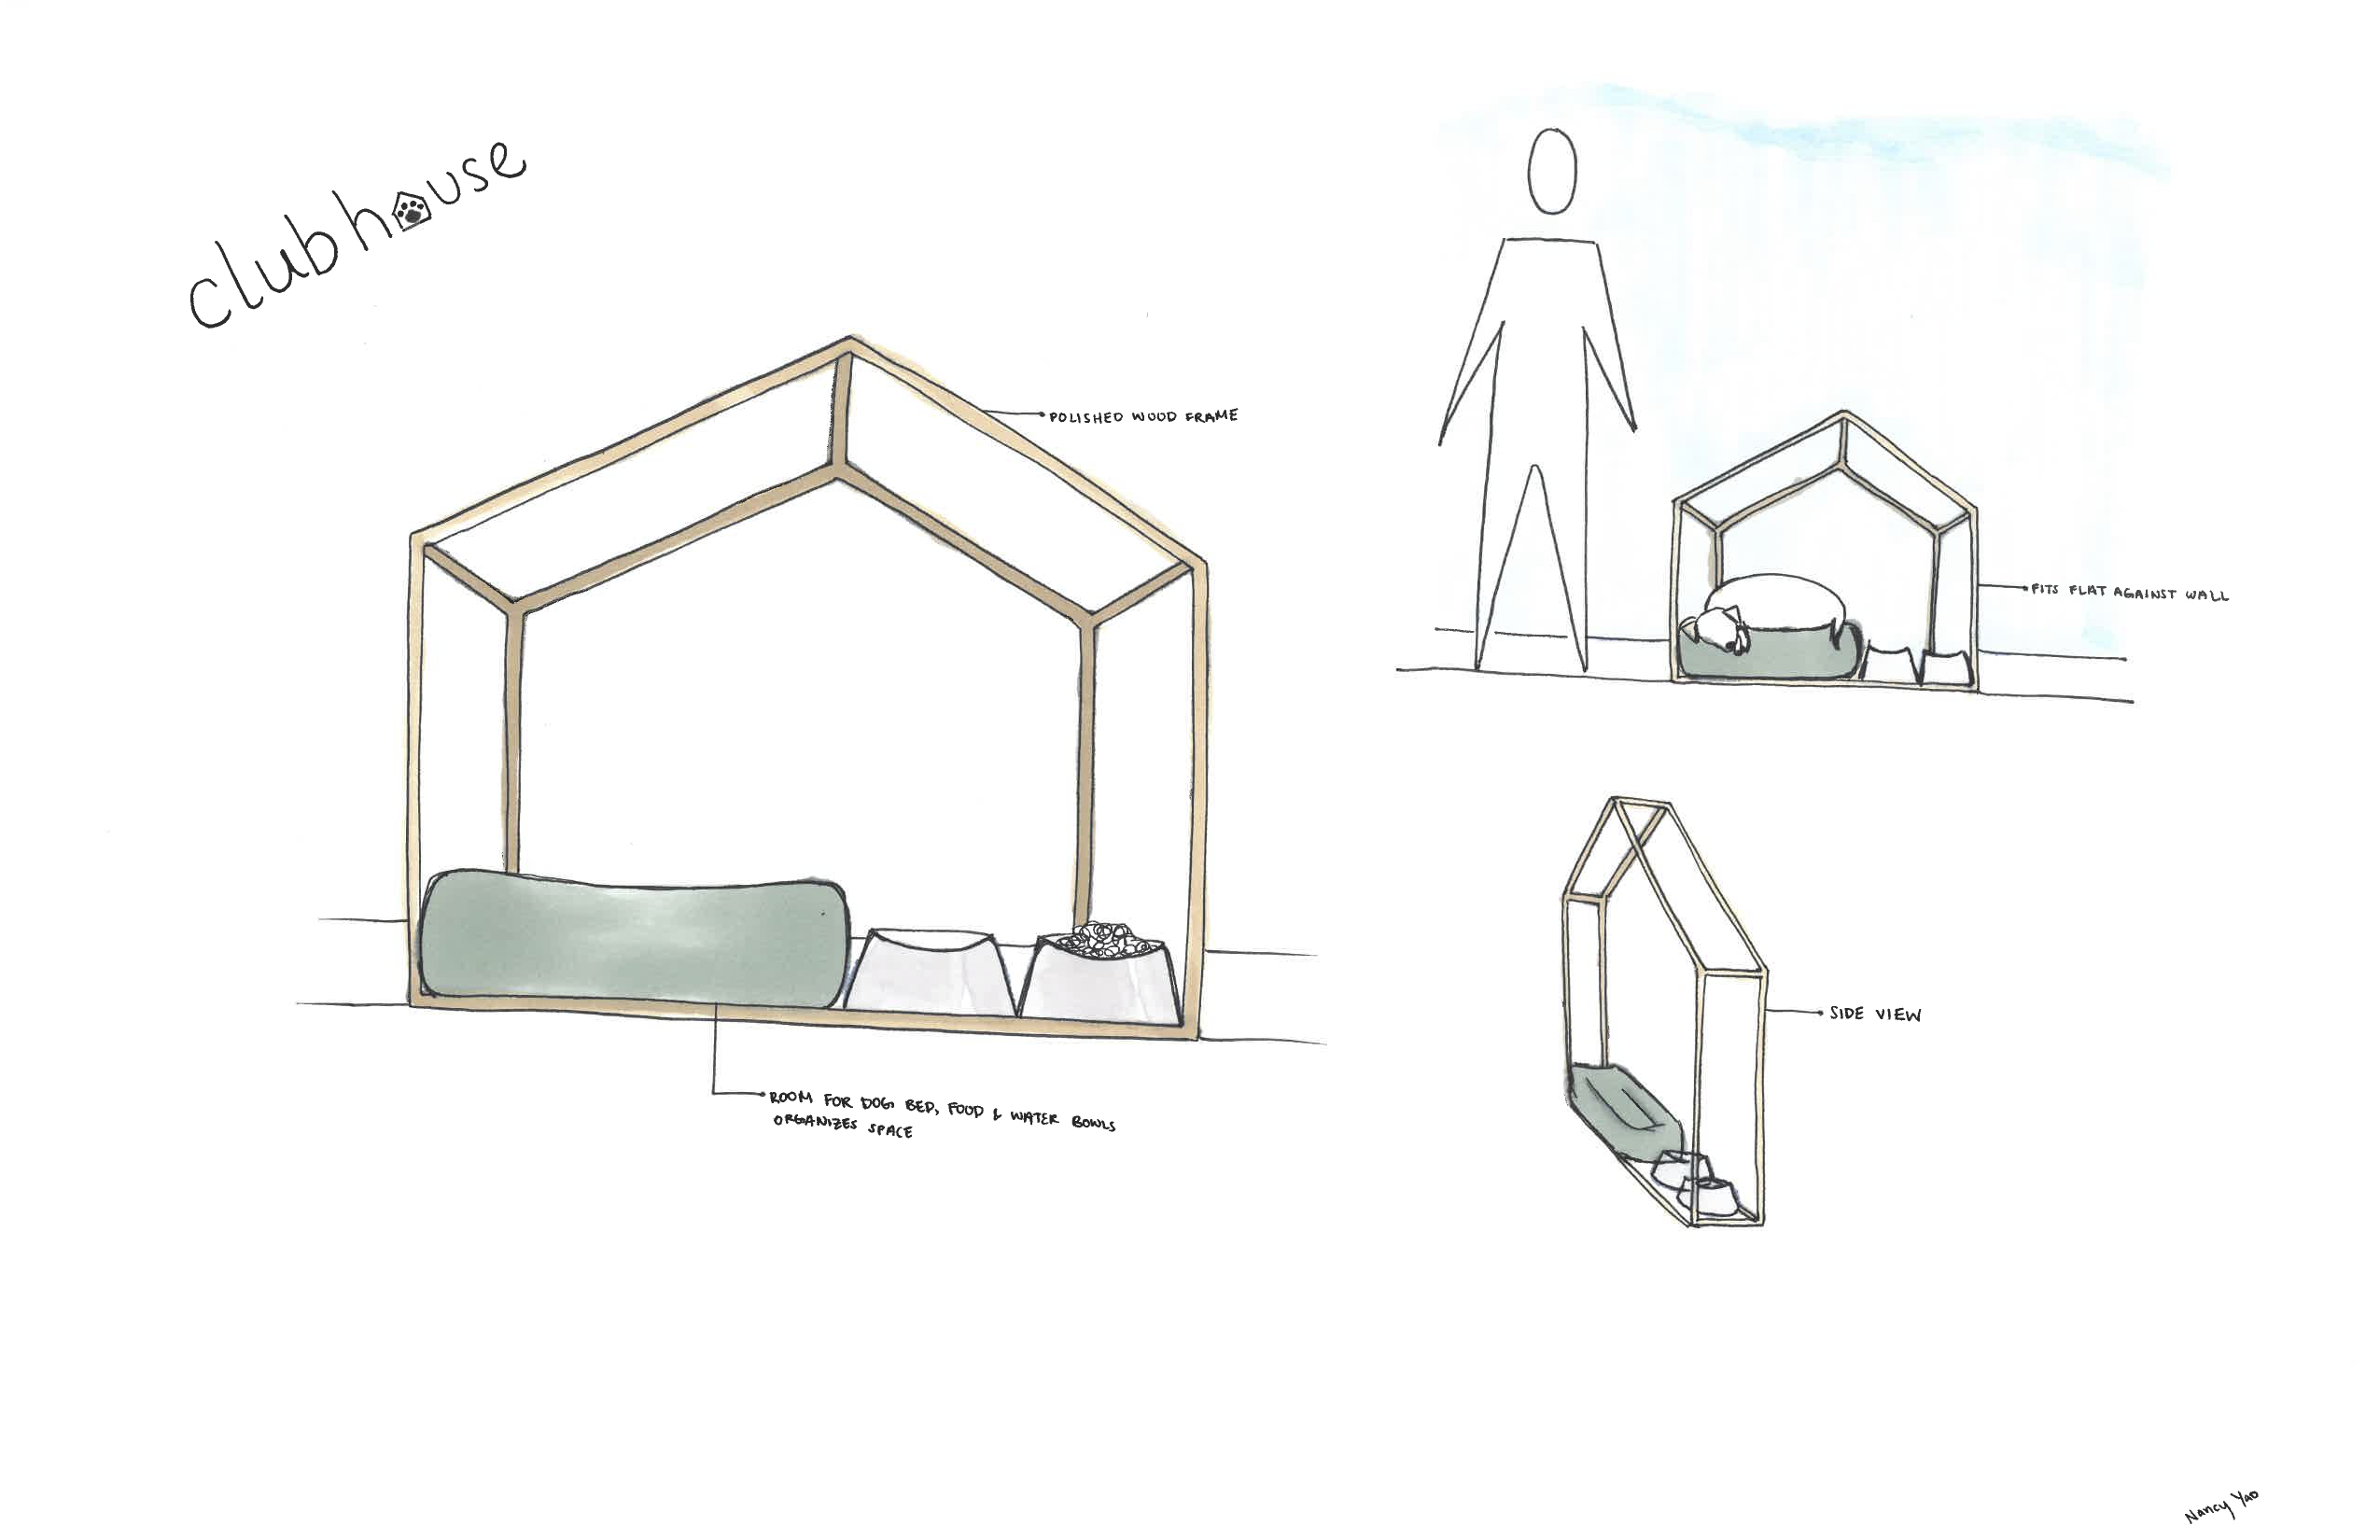 clubhouse
POLISHED WOOD FRAME
FITS FLAT AGAINST WALL
SIDE VIEW
ROOM FOR DOG BED, FOOD & WATER BOWLS
ORGANIZES SPACE
Nancy Yao